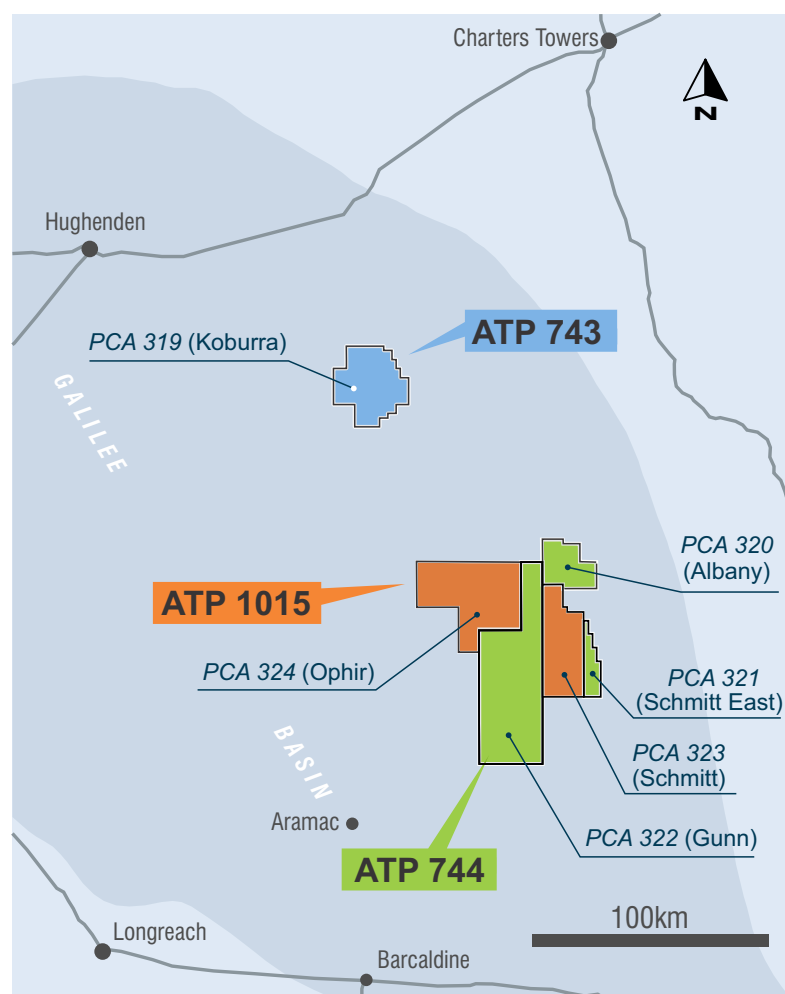 Charters Towers
N
Hughenden
ATP 743
PCA 319 (Koburra)
GALILEE
PCA 320
(Albany)
ATP 1015
PCA 324 (Ophir)
PCA 321
(Schmitt East)
BASIN
PCA 323
(Schmitt)
Aramac
PCA 322 (Gunn)
ATP 744
100km
Longreach
Barcaldine